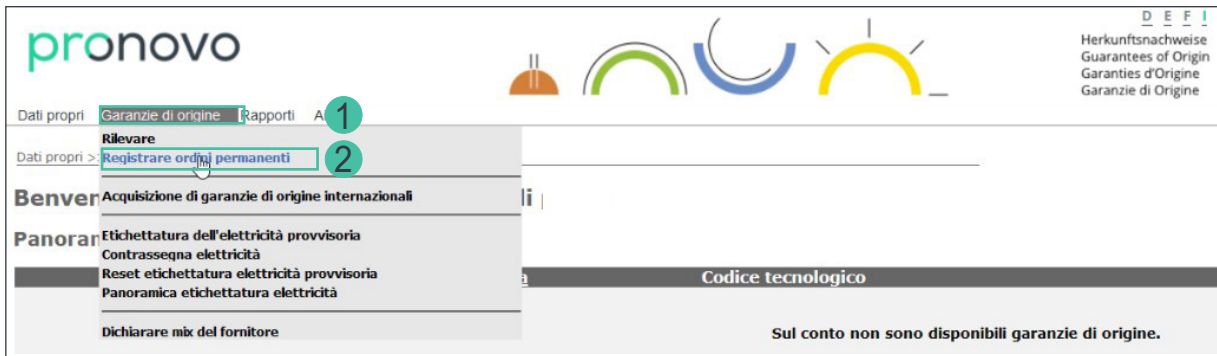 pronovo
D E F I
Herkunftsnachweise
Guarantees of Origin
Garanties d'Origine
Garanzie di Origine
Dati propri Garanzie di origine Rapporti A 1
Rilevare
Dati propri >: Registrare ordini permanenti 2
Acquisizione di garanzie di origine internazionali
Benver li
Etichettatura dell'elettricità provvisoria
Panoran
Contrassegna elettricità
Reset etichettatura elettricità provvisoria
Codice tecnologico
Panoramica etichettatura elettricità
Dichiarare mix del fornitore
Sul conto non sono disponibili garanzie di origine.